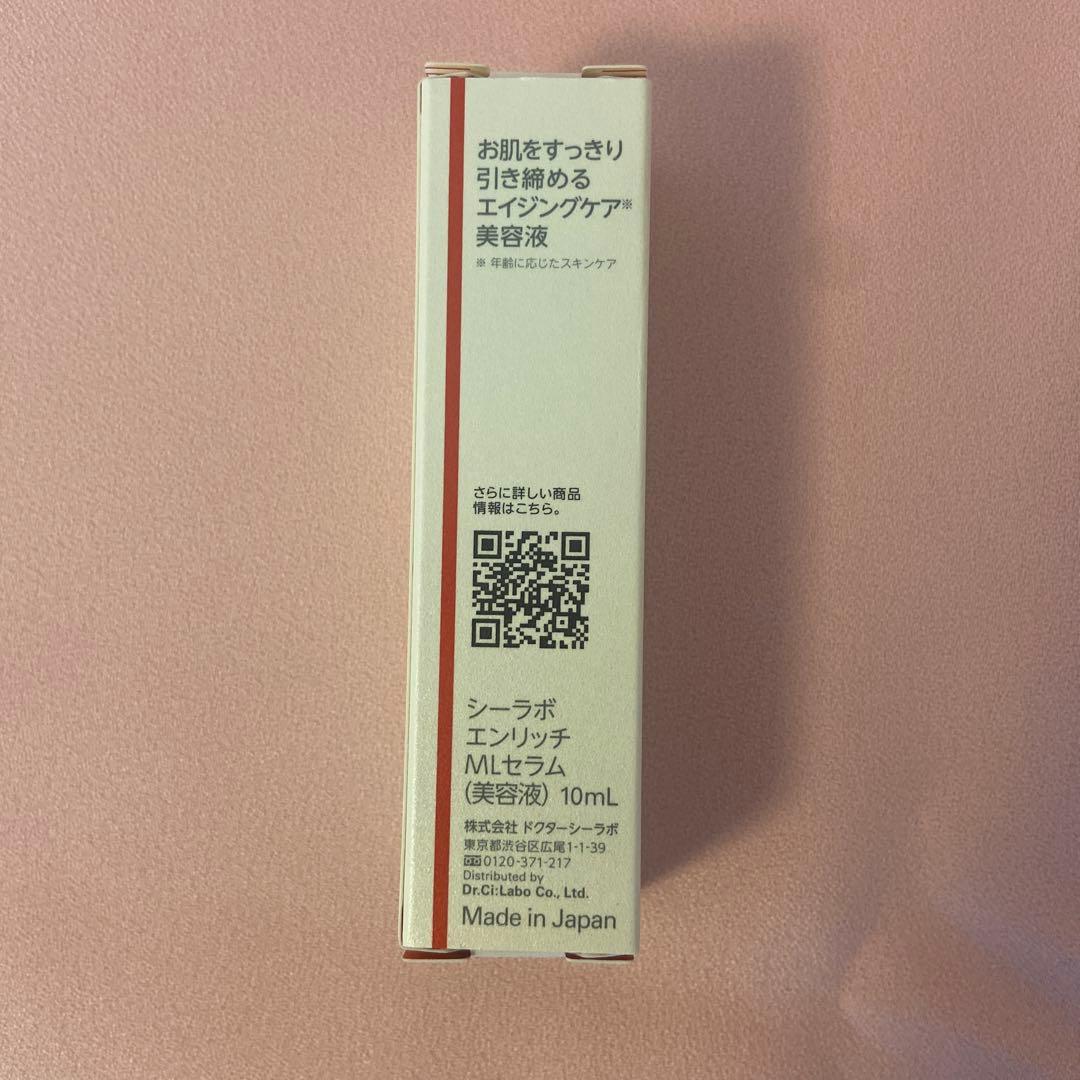 お肌をすっきり
引き締める
エイジングケア※
美容液
※ 年齢に応じたスキンケア
さらに詳しい商品
情報はこちら。
シーラボ
エンリッチ
MLセラム
(美容液) 10mL
株式会社 ドクターシーラボ
東京都渋谷区広尾1-1-39
0120-371-217
Distributed by
Dr.Ci:Labo Co., Ltd.
Made in Japan